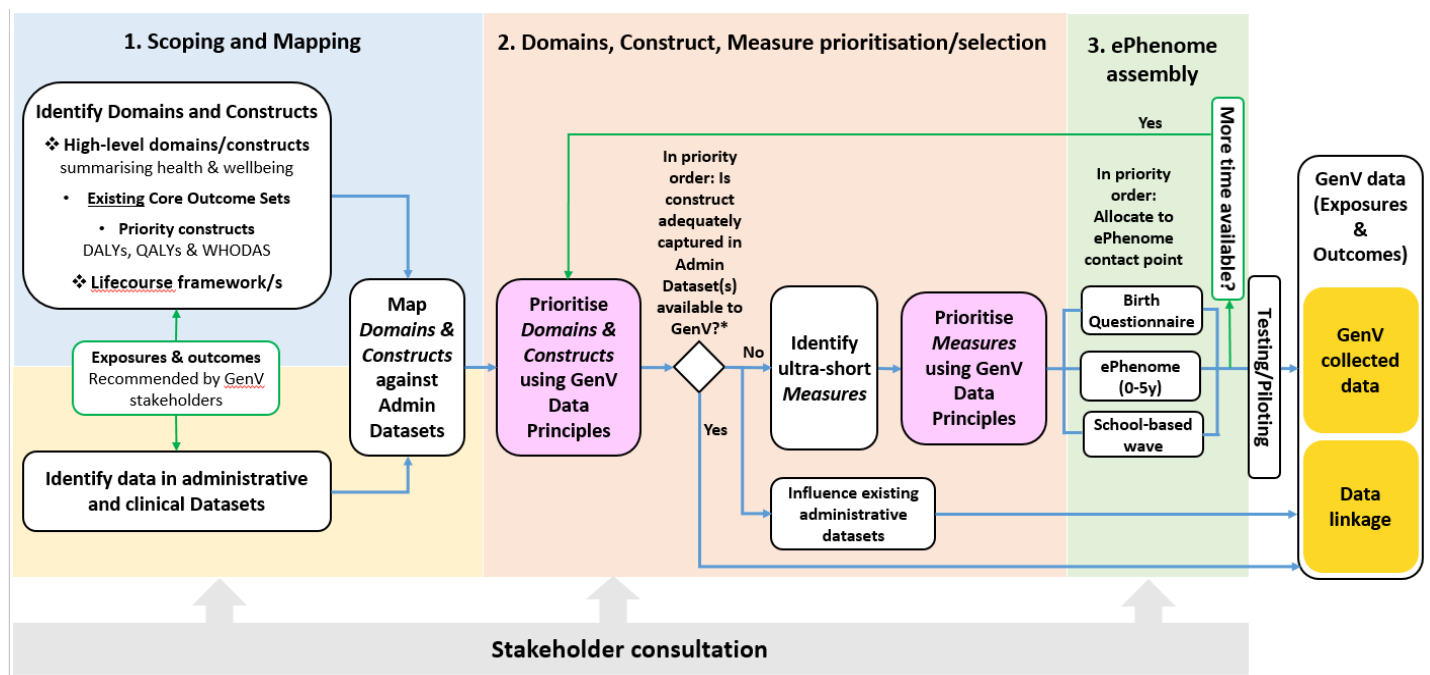 1. Scoping and Mapping
Identify Domains and Constructs
❖ High-level domains/constructs
summarising health & wellbeing
• Existing Core Outcome Sets
• Priority constructs
DALYs, QALYs & WHODAS
❖ Lifecourse framework/s
Exposures & outcomes
Recommended by GenV
stakeholders
Identify data in administrative
and clinical Datasets
Map
Domains &
Constructs
against
Admin
Datasets
2. Domains, Construct, Measure prioritisation/selection
Prioritise
Domains &
Constructs
using GenV
Data
Principles
In priority
order: Is
construct
adequately
captured in
Admin
Dataset(s)
available to
GenV?*
No
Yes
Identify
ultra-short
Measures
Influence existing
administrative
datasets
Prioritise
Measures
using GenV
Data
Principles
3. ePhenome
assembly
Yes
More time available?
In priority
order:
Allocate to
ePhenome
contact point
Birth
Questionnaire
ePhenome
(0-5y)
School-based
wave
Testing/Piloting
GenV data
(Exposures
&
Outcomes)
GenV
collected
data
Data
linkage
Stakeholder consultation